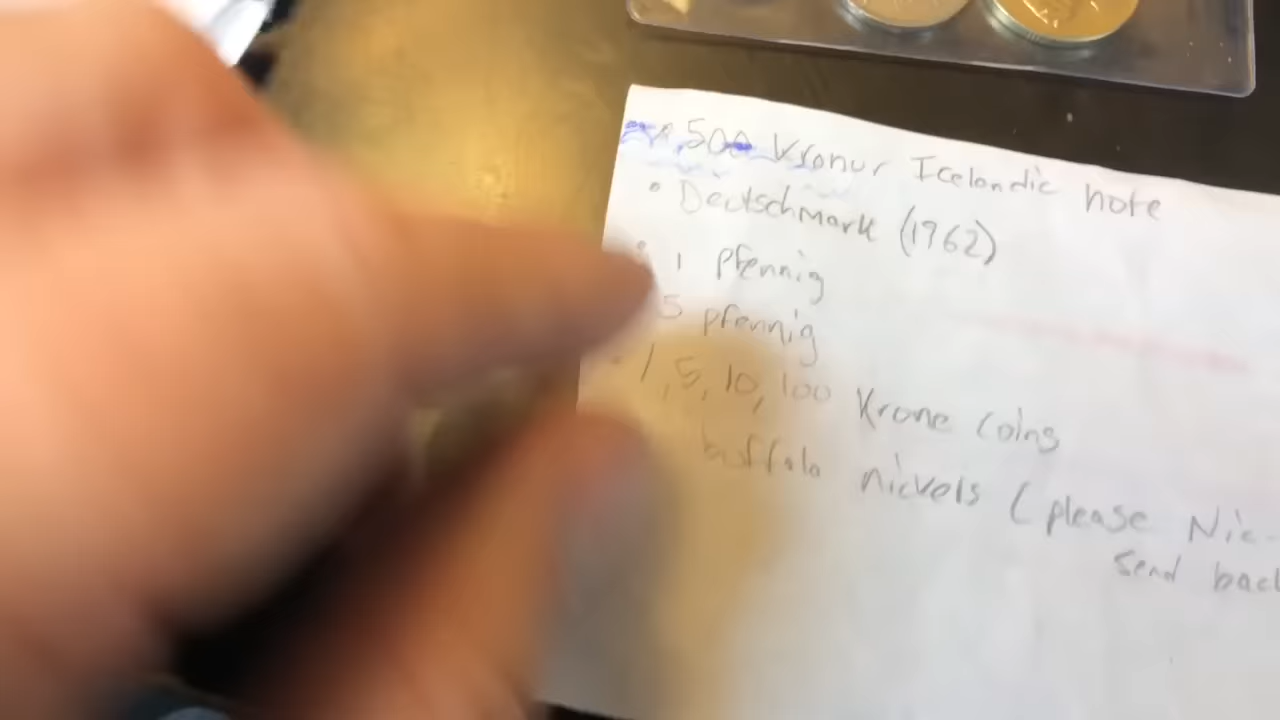 500 Kronur Icelandic note
• Deutschmark (1962)
• 1 pfennig
5 pfennig
• 1, 5, 10, 100 Krone coins
buffalo nickels (please Nic-
send back